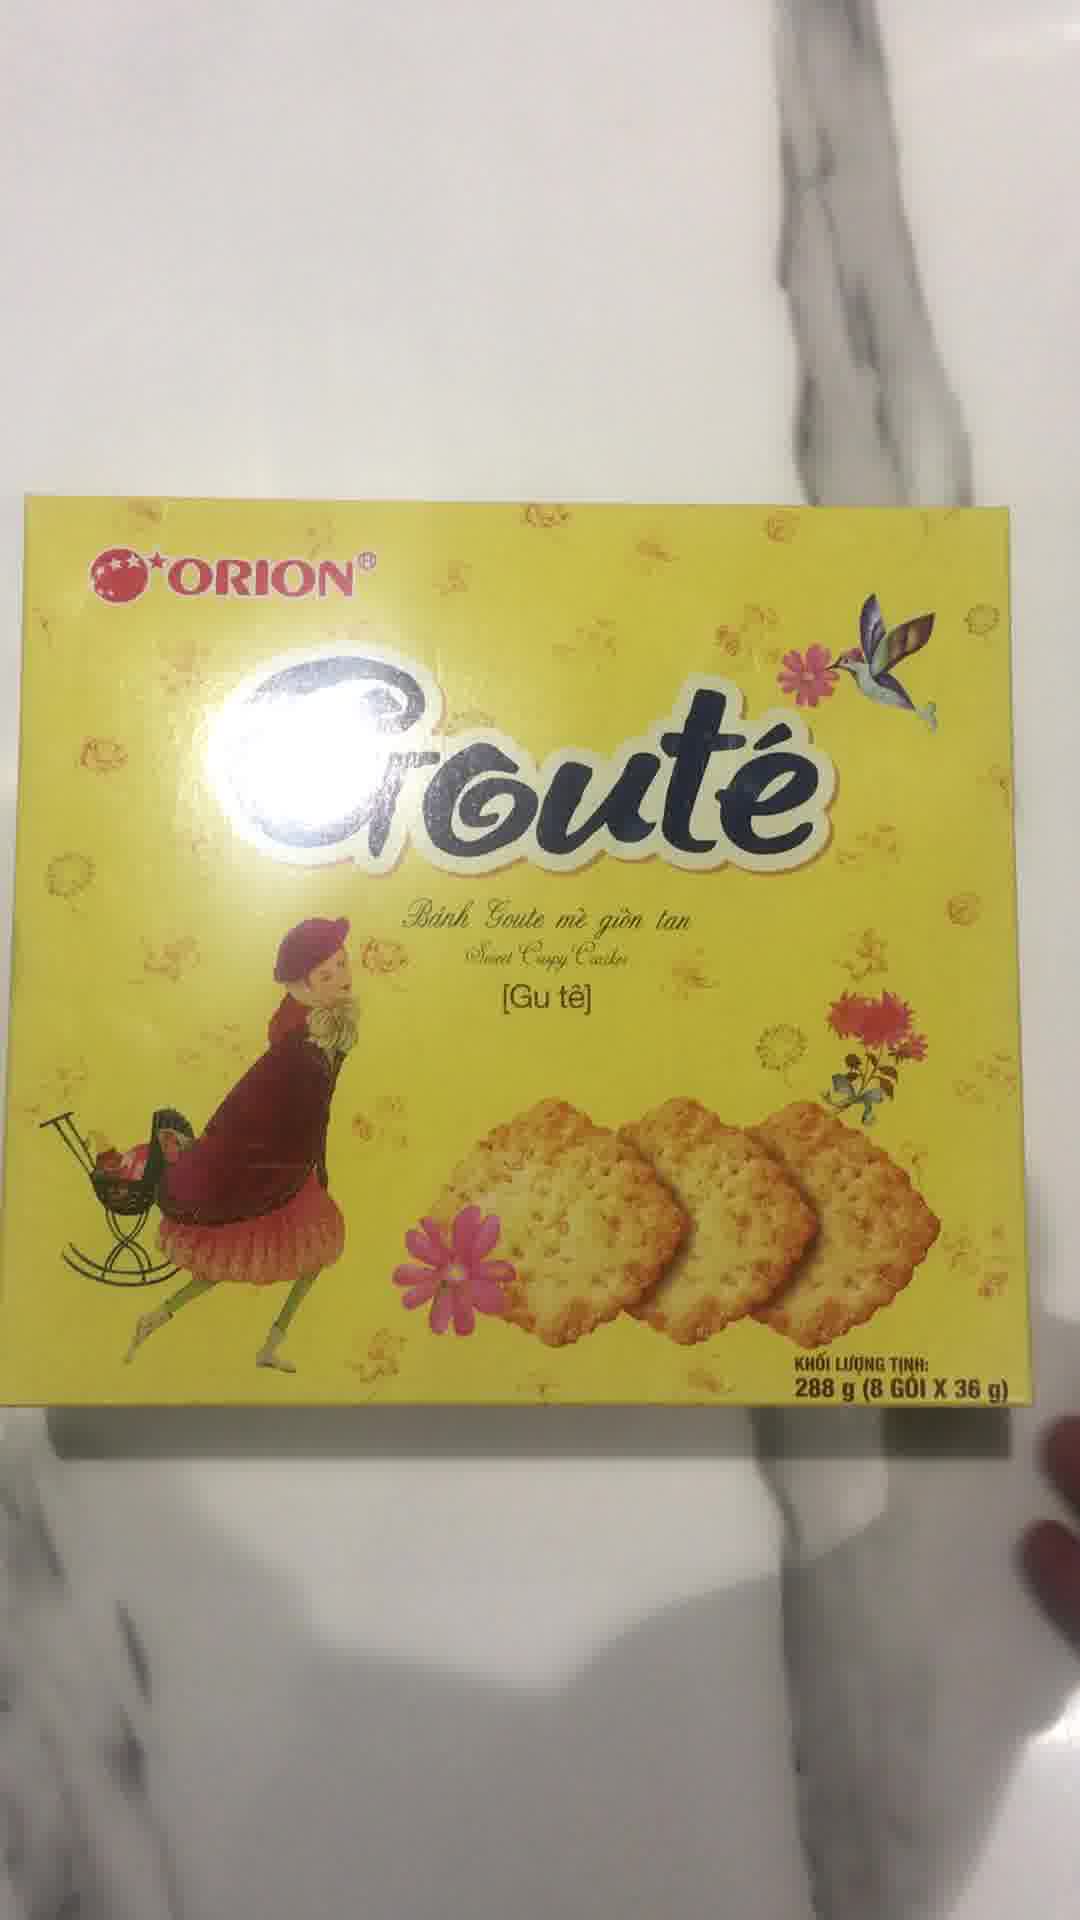 ORION®
Gouté
Bánh Goute mè giòn tan
Sweet Crispy Cracker
[Gu tê]
KHỐI LƯỢNG TỊNH:
288 g (8 GÓI X 36 g)